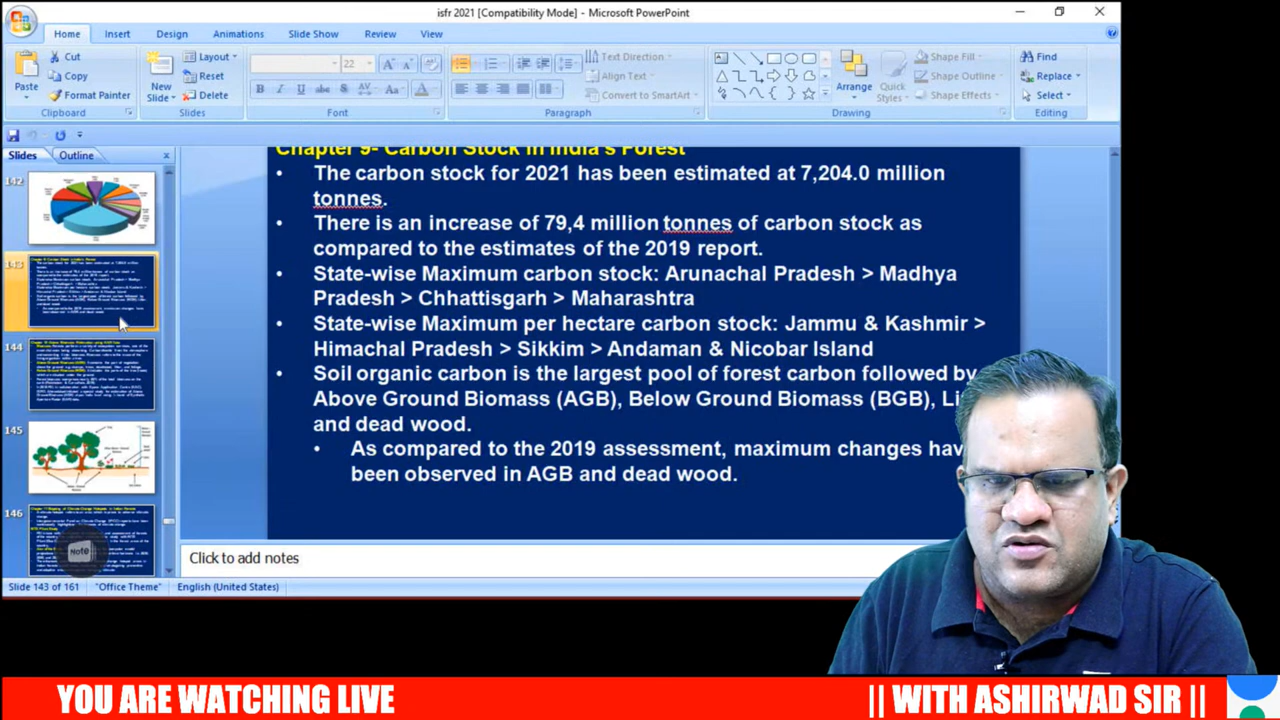 isfr 2021 [Compatibility Mode] - Microsoft PowerPoint
Home Insert Design Animations Slide Show Review View
Paste
Cut
Copy
Format Painter
Clipboard
New Slide
Layout
Reset
Delete
Slides
22
Font
Text Direction
Align Text
Convert to SmartArt
Paragraph
Arrange
Quick Styles
Shape Fill
Shape Outline
Shape Effects
Drawing
Find
Replace
Select
Editing
Slides Outline
142
143
144
145
146
Note
Chapter 9- Carbon Stock in India's Forest
• The carbon stock for 2021 has been estimated at 7,204.0 million
tonnes.
• There is an increase of 79,4 million tonnes of carbon stock as
compared to the estimates of the 2019 report.
• State-wise Maximum carbon stock: Arunachal Pradesh > Madhya
Pradesh > Chhattisgarh > Maharashtra
• State-wise Maximum per hectare carbon stock: Jammu & Kashmir >
Himachal Pradesh > Sikkim > Andaman & Nicobar Island
• Soil organic carbon is the largest pool of forest carbon followed by
Above Ground Biomass (AGB), Below Ground Biomass (BGB),
and dead wood.
• As compared to the 2019 assessment, maximum changes
been observed in AGB and dead wood.
Click to add notes
Slide 143 of 161 "Office Theme" English (United States)
YOU ARE WATCHING LIVE || WITH ASHIRWAD SIR ||